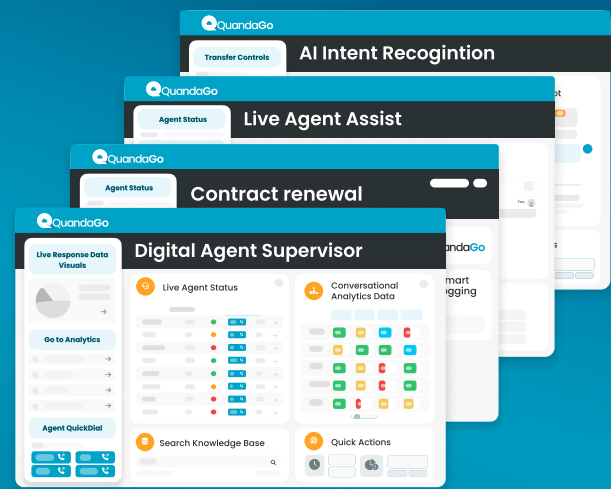 QuandaGo
Transfer Controls
AI Intent Recogintion
ot
QuandaGo
Agent Status
Live Agent Assist
You
QuandaGo
Agent Status
Contract renewal
andaGo
mart
ogging
s
QuandaGo
Live Response Data
Visuals
Go to Analytics
Agent QuickDial
Digital Agent Supervisor
Live Agent Status
Conversational
Analytics Data
Search Knowledge Base
Quick Actions